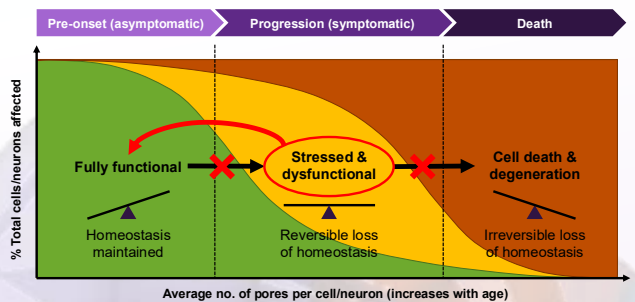 Pre-onset (asymptomatic)
Progression (symptomatic)
Death
% Total cells/neurons affected
Fully functional
Stressed &
dysfunctional
Cell death &
degeneration
Homeostasis
maintained
Reversible loss
of homeostasis
Irreversible loss
of homeostasis
Average no. of pores per cell/neuron (increases with age)